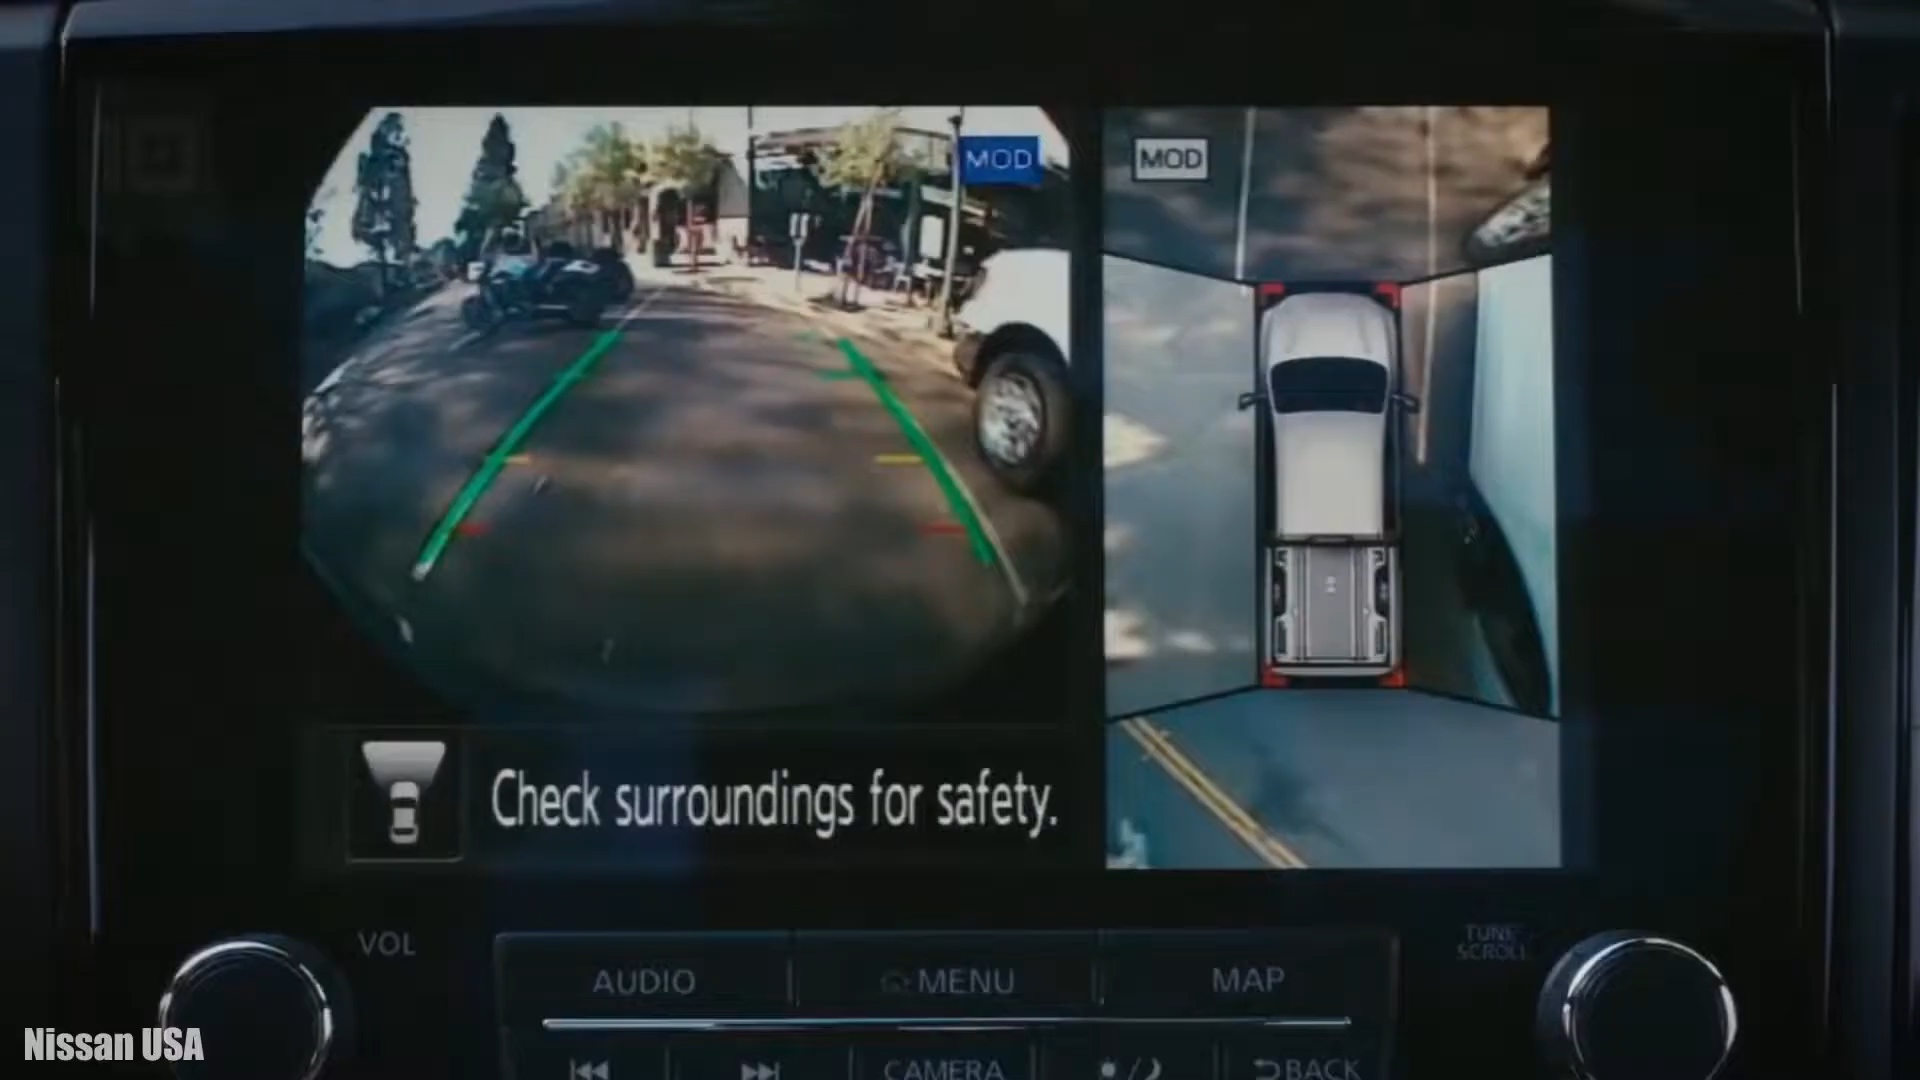 MOD
MOD
Check surroundings for safety.
VOL
TUNE
SCROLL
AUDIO
MENU
MAP
CAMERA
BACK
Nissan USA